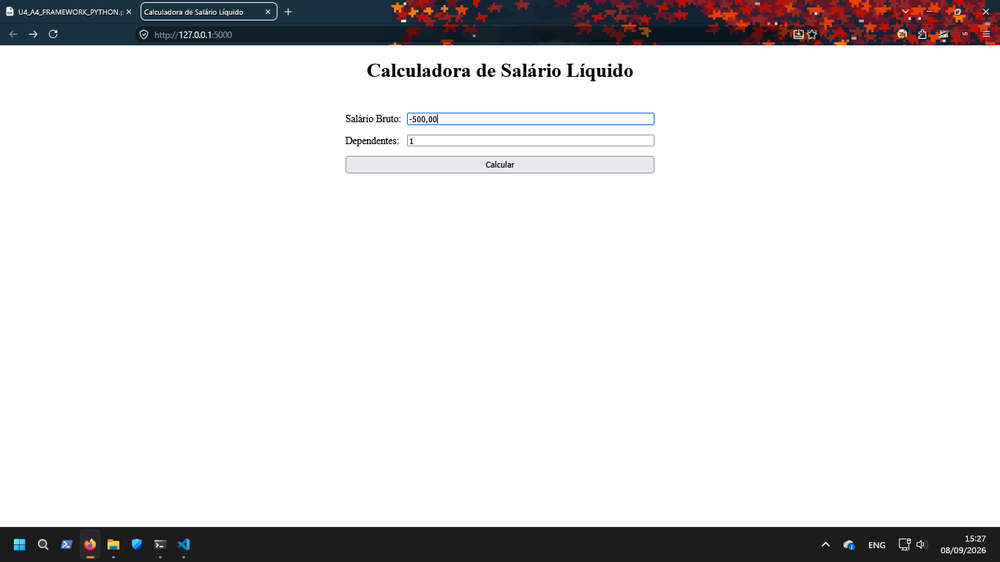 U4_A4_FRAMEWORK_PYTHON.p
Calculadora de Salário Líquido
http://127.0.0.1:5000
Calculadora de Salário Líquido
Salário Bruto: -500,00
Dependentes: 1
Calcular
ENG
15:27
08/09/2026